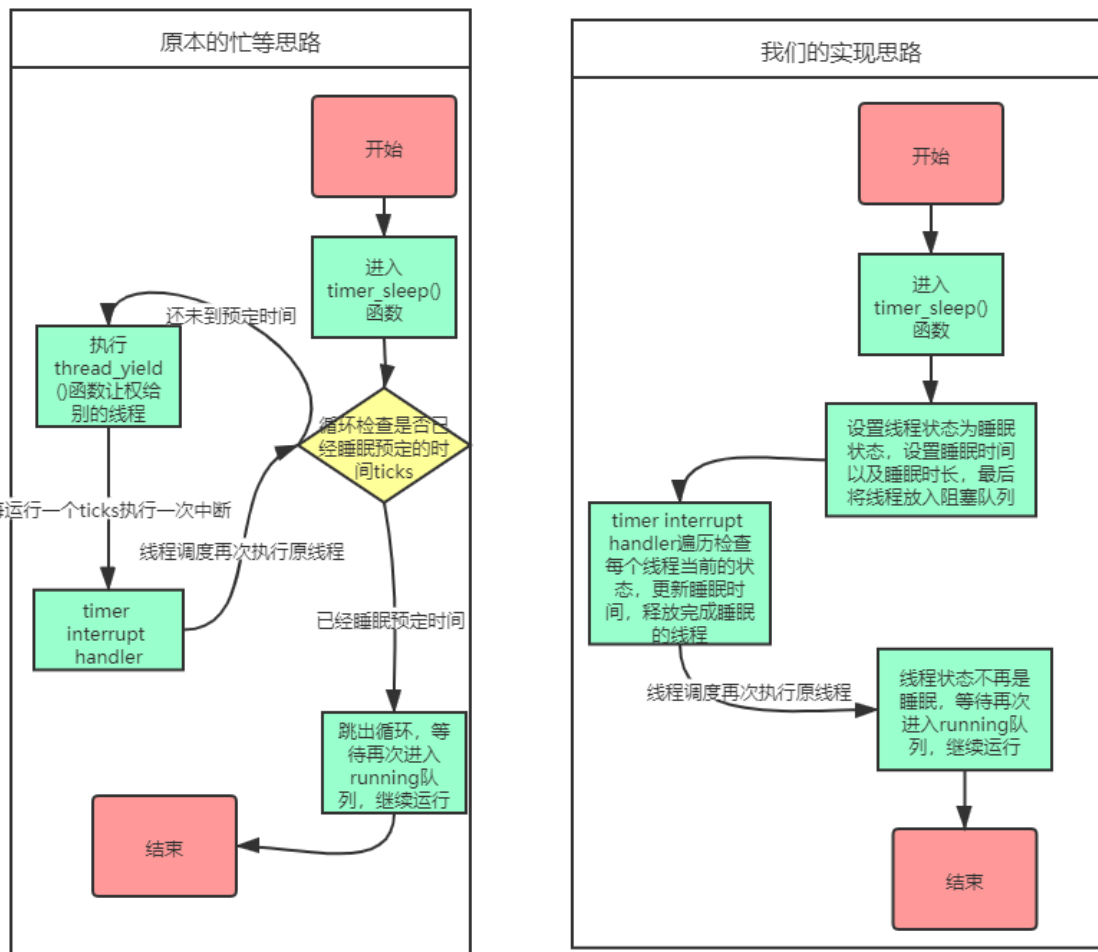 原本的忙等思路
开始
进入
timer_sleep()
函数
还未到预定时间
执行
thread_yield
()函数让权给
别的线程
循环检查是否已
经睡眠预定的时
间ticks
运行一个ticks执行一次中断
线程调度再次执行原线程
timer
interrupt
handler
已经睡眠预定时间
跳出循环，等
待再次进入
running队
列，继续运行
结束
我们的实现思路
开始
进入
timer_sleep()
函数
设置线程状态为睡眠
状态，设置睡眠时间
以及睡眠时长，最后
将线程放入阻塞队列
timer interrupt
handler遍历检查
每个线程当前的状
态，更新睡眠时
间，释放完成睡眠
的线程
线程调度再次执行原线程
线程状态不再是
睡眠，等待再次
进入running队
列，继续运行
结束